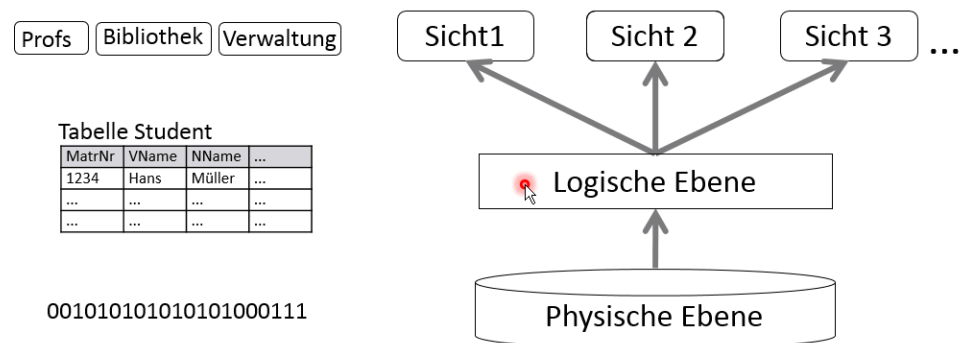 Profs Bibliothek Verwaltung
Sicht1 Sicht 2 Sicht 3 ...
Tabelle Student
MatrNr VName NName ...
1234 Hans Müller ...
... ... ... ...
... ... ... ...
Logische Ebene
001010101010101000111
Physische Ebene